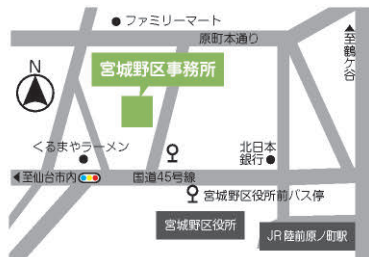 ファミリーマート
原町本通り
▲至鶴ケ谷
N
宮城野区事務所
くるまやラーメン
北日本
銀行
◀至仙台市内
国道45号線
宮城野区役所前バス停
宮城野区役所
JR陸前原ノ町駅